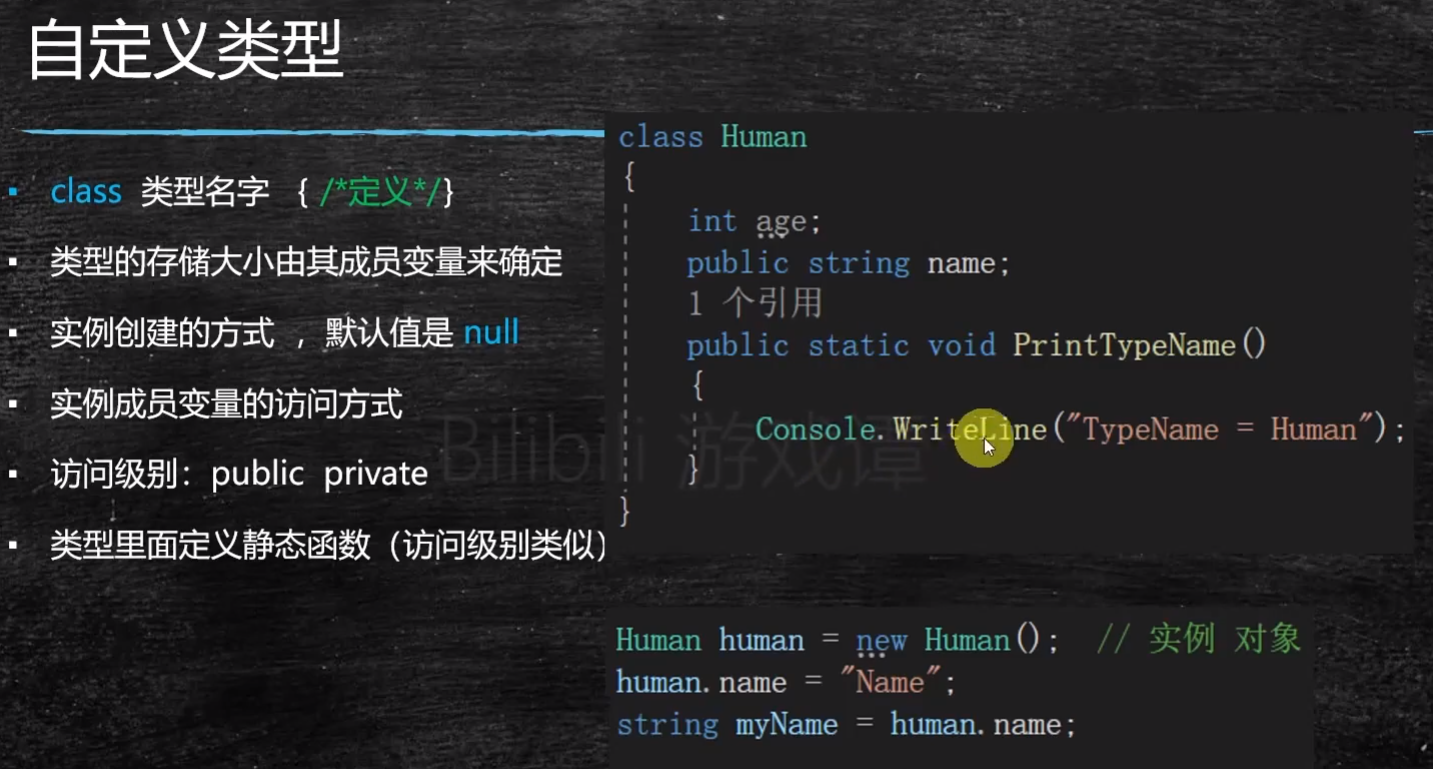 自定义类型
class 类型名字 { /*定义*/}
类型的存储大小由其成员变量来确定
实例创建的方式 ，默认值是 null
实例成员变量的访问方式
访问级别：public private
类型里面定义静态函数（访问级别类似）
class Human
{
int age;
public string name;
1 个引用
public static void PrintTypeName()
{
Console.WriteLine("TypeName = Human");
}
}
Bilibili 游戏谭
Human human = new Human(); // 实例 对象
human.name = "Name";
string myName = human.name;